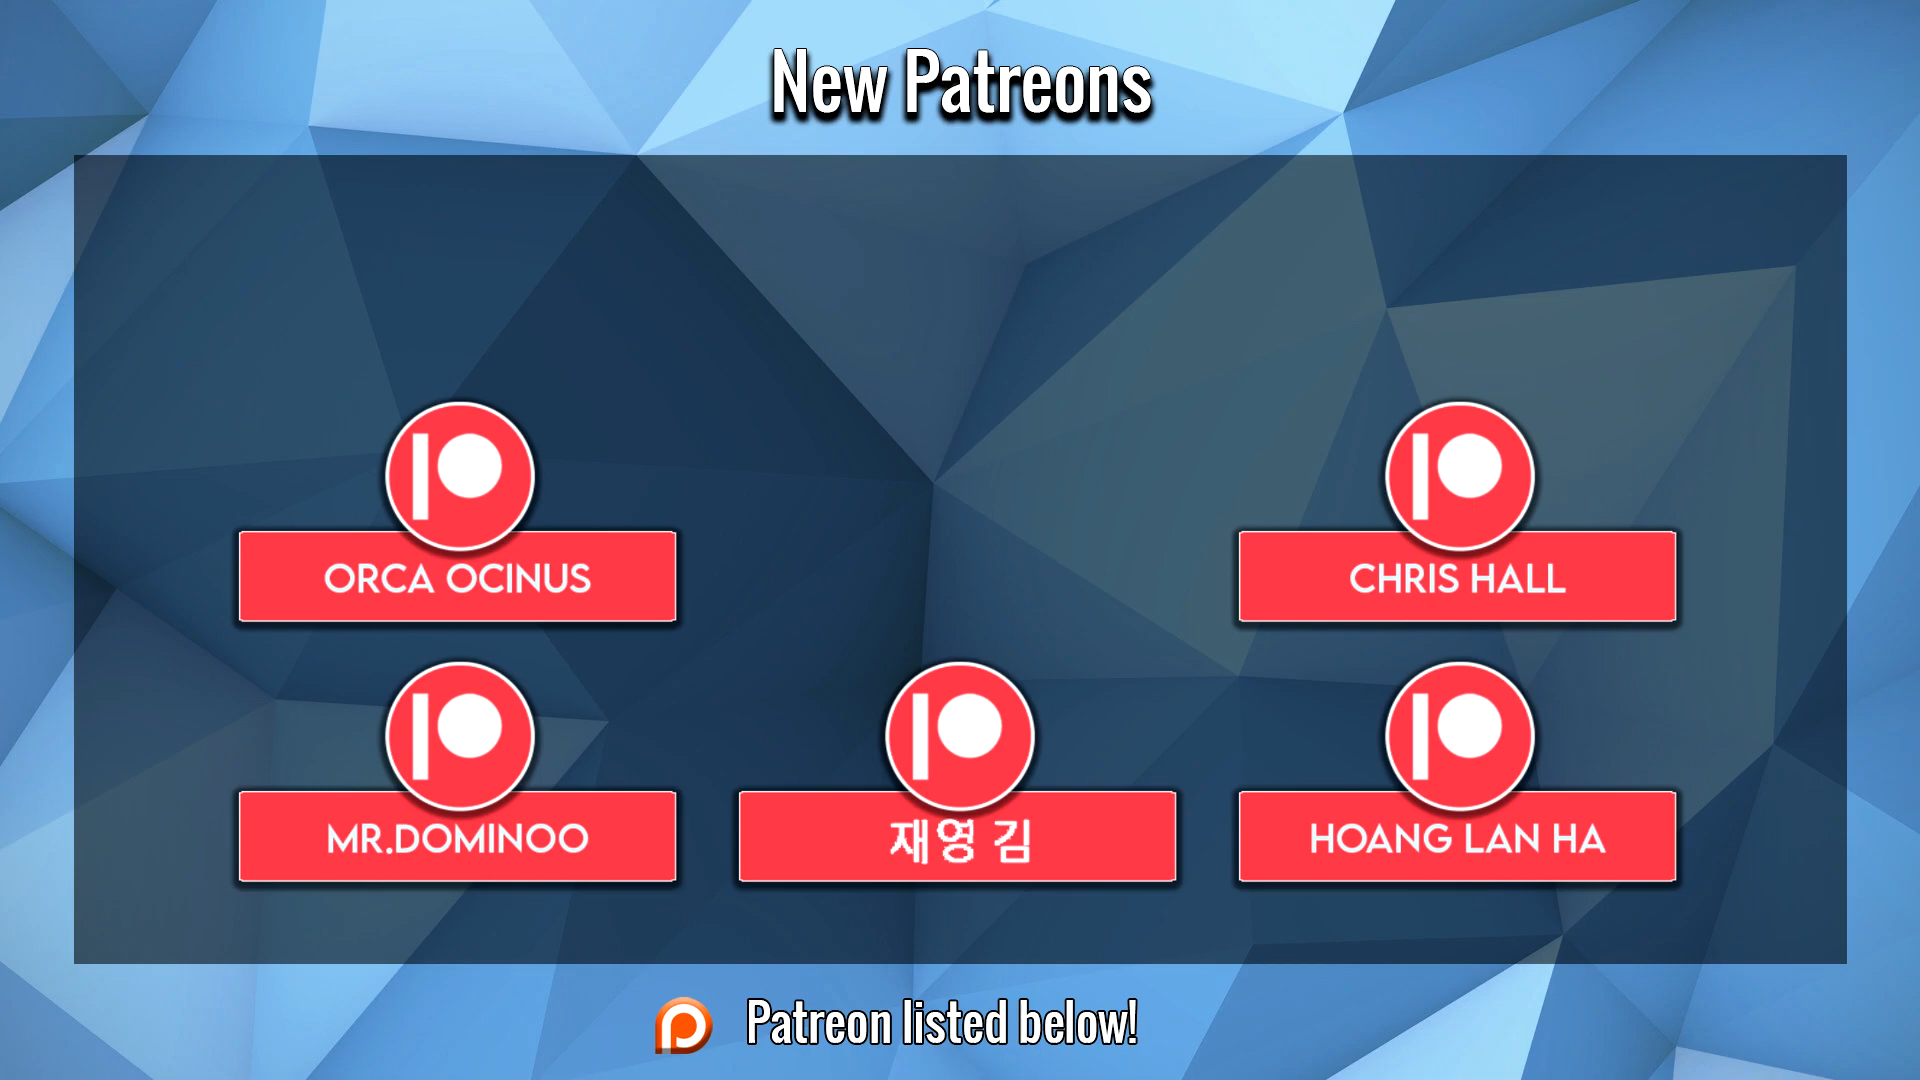 New Patreons
ORCA OCINUS
CHRIS HALL
MR.DOMINOO
재영 김
HOANG LAN HA
Patreon listed below!